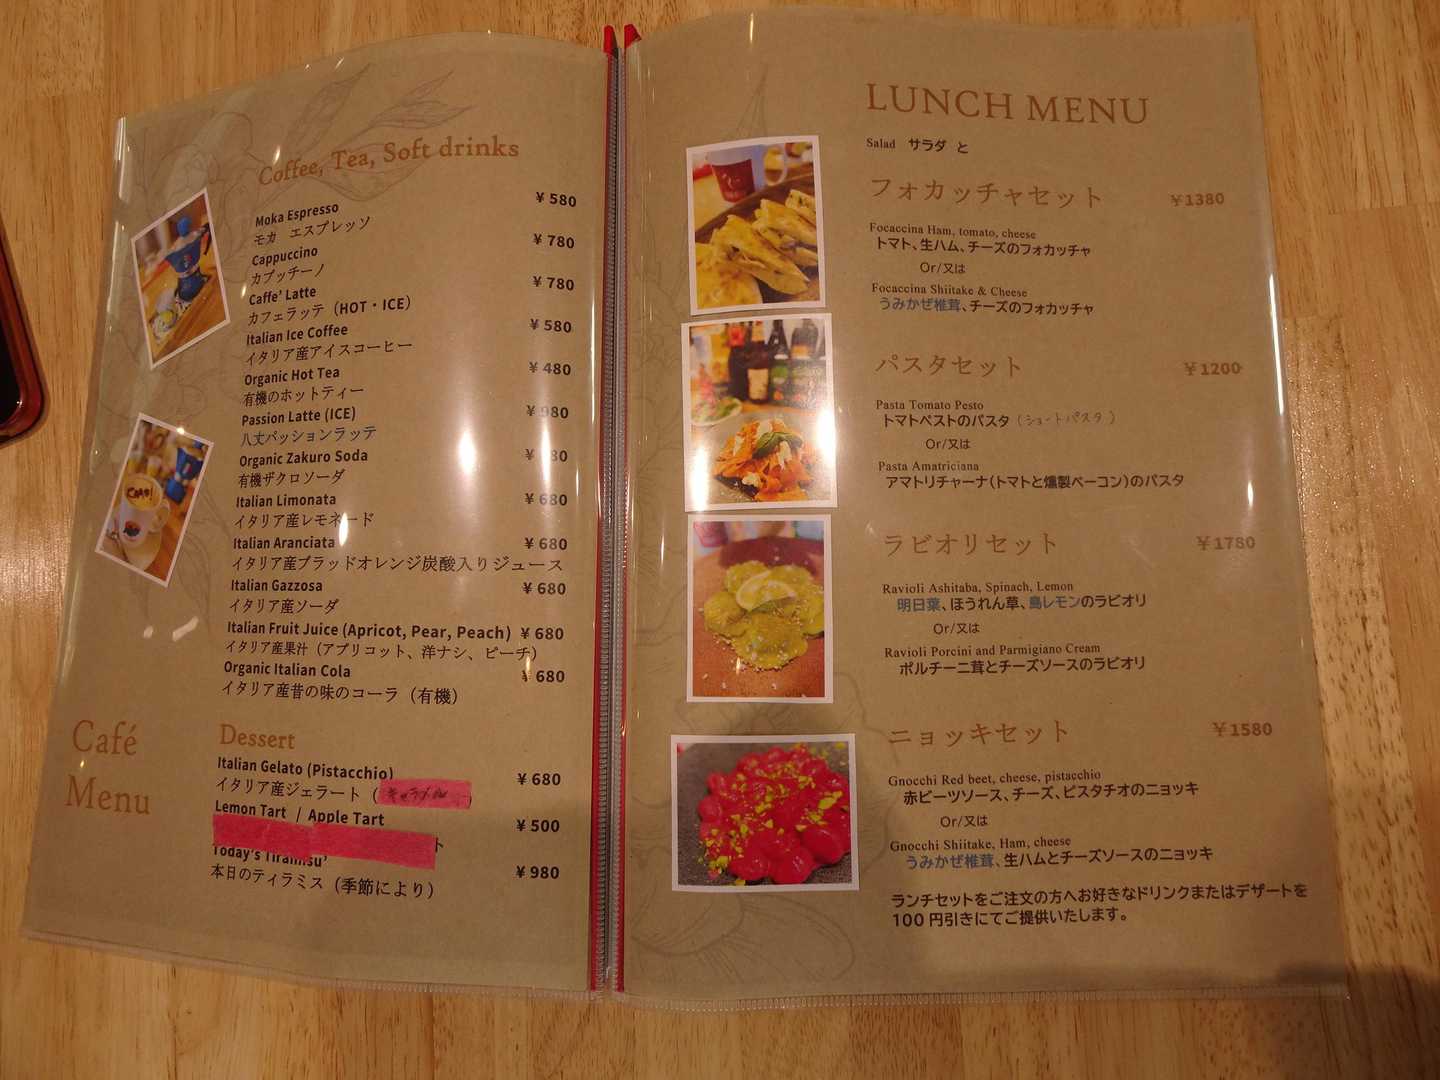 Coffee, Tea, Soft drinks
Moka Espresso ￥580
モカ エスプレッソ
Cappuccino ￥780
カプッチーノ
Caffe’ Latte ￥780
カフェラッテ（HOT・ICE）
Italian Ice Coffee ￥580
イタリア産アイスコーヒー
Organic Hot Tea ￥480
有機のホットティー
Passion Latte (ICE)
八丈パッションラッテ
Organic Zakuro Soda
有機ザクロソーダ
Italian Limonata ￥680
イタリア産レモネード
Italian Aranciata ￥680
イタリア産ブラッドオレンジ炭酸入りジュース
Italian Gazzosa ￥680
イタリア産ソーダ
Italian Fruit Juice (Apricot, Pear, Peach) ￥680
イタリア産果汁（アプリコット、洋ナシ、ピーチ）
Organic Italian Cola ￥680
イタリア産昔の味のコーラ（有機）
Café
Menu
Dessert
Italian Gelato (Pistacchio) ￥680
イタリア産ジェラート（キャラメル）
Lemon Tart / Apple Tart ￥500
Today’s Tiramisu’ ￥980
本日のティラミス（季節により）
CIAO!
LUNCH MENU
Salad サラダ と
フォカッチャセット ￥1380
Focaccina Ham, tomato, cheese
トマト、生ハム、チーズのフォカッチャ
Or/又は
Focaccina Shiitake & Cheese
うみかぜ椎茸、チーズのフォカッチャ
パスタセット ￥1200
Pasta Tomato Pesto
トマトペストのパスタ（ショートパスタ）
Or/又は
Pasta Amatriciana
アマトリチャーナ（トマトと燻製ベーコン）のパスタ
ラビオリセット ￥1780
Ravioli Ashitaba, Spinach, Lemon
明日葉、ほうれん草、島レモンのラビオリ
Or/又は
Ravioli Porcini and Parmigiano Cream
ポルチーニ茸とチーズソースのラビオリ
ニョッキセット ￥1580
Gnocchi Red beet, cheese, pistacchio
赤ビーツソース、チーズ、ピスタチオのニョッキ
Or/又は
Gnocchi Shiitake, Ham, cheese
うみかぜ椎茸、生ハムとチーズソースのニョッキ
ランチセットをご注文の方へお好きなドリンクまたはデザートを
100 円引きにてご提供いたします。